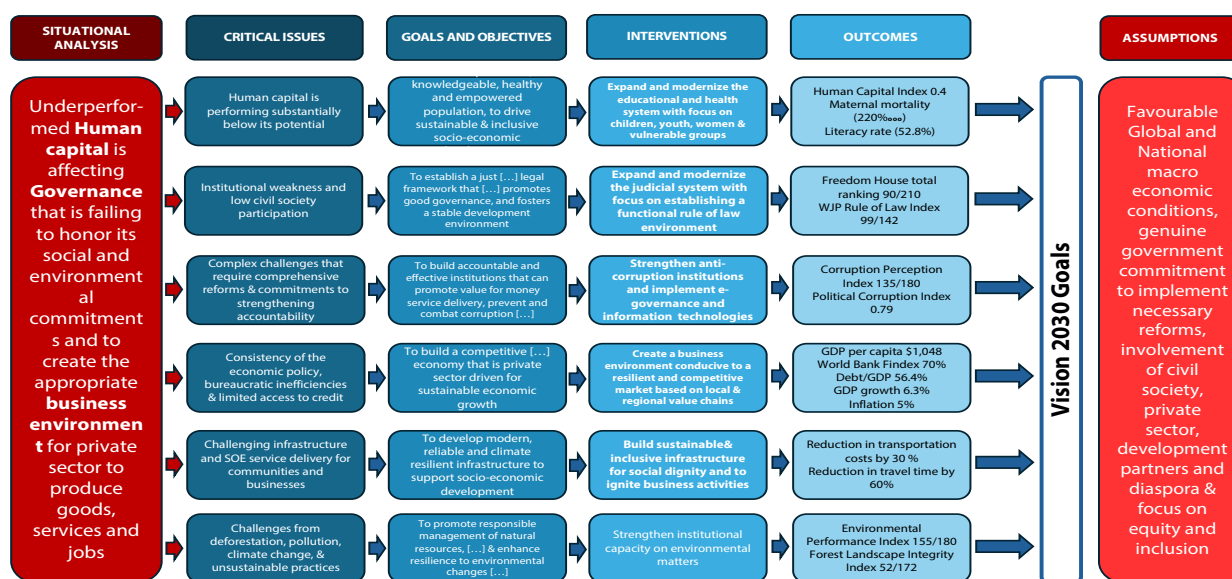 SITUATIONAL
ANALYSIS
CRITICAL ISSUES
GOALS AND OBJECTIVES
INTERVENTIONS
OUTCOMES
ASSUMPTIONS
Underperfor-
med Human
capital is
affecting
Governance
that is failing
to honor its
social and
environment
al
commitment
s and to
create the
appropriate
business
environmen
t for private
sector to
produce
goods,
services and
jobs
Human capital is
performing substantially
below its potential
knowledgeable, healthy
and empowered
population, to drive
sustainable & inclusive
socio-economic
Expand and modernize the
educational and health
system with focus on
children, youth, women &
vulnerable groups
Human Capital Index 0.4
Maternal mortality
(220‱)
Literacy rate (52.8%)
Institutional weakness and
low civil society
participation
To establish a just [...] legal
framework that [...] promotes
good governance, and fosters
a stable development
environment
Expand and modernize
the judicial system with
focus on establishing a
functional rule of law
environment
Freedom House total
ranking 90/210
WJP Rule of Law Index
99/142
Complex challenges that
require comprehensive
reforms & commitments to
strengthening
accountability
To build accountable and
effective institutions that can
promote value for money
service delivery, prevent and
combat corruption [...]
Strengthen anti-
corruption institutions
and implement e-
governance and
information technologies
Corruption Perception
Index 135/180
Political Corruption Index
0.79
Consistency of the
economic policy,
bureaucratic inefficiencies
& limited access to credit
To build a competitive [...]
economy that is private
sector driven for
sustainable economic
growth
Create a business
environment conducive to a
resilient and competitive
market based on local &
regional value chains
GDP per capita $1,048
World Bank Findex 70%
Debt/GDP 56.4%
GDP growth 6.3%
Inflation 5%
Challenging infrastructure
and SOE service delivery for
communities and
businesses
To develop modern,
reliable and climate
resilient infrastructure to
support socio-economic
development
Build sustainable&
inclusive infrastructure
for social dignity and to
ignite business activities
Reduction in transportation
costs by 30 %
Reduction in travel time by
60%
Challenges from
deforestation, pollution,
climate change, &
unsustainable practices
To promote responsible
management of natural
resources, [...] & enhance
resilience to environmental
changes [...]
Strengthen institutional
capacity on environmental
matters
Environmental
Performance Index 155/180
Forest Landscape Integrity
Index 52/172
Vision 2030 Goals
Favourable
Global and
National
macro
economic
conditions,
genuine
government
commitment
to implement
necessary
reforms,
involvement
of civil
society,
private
sector,
development
partners and
diaspora &
focus on
equity and
inclusion